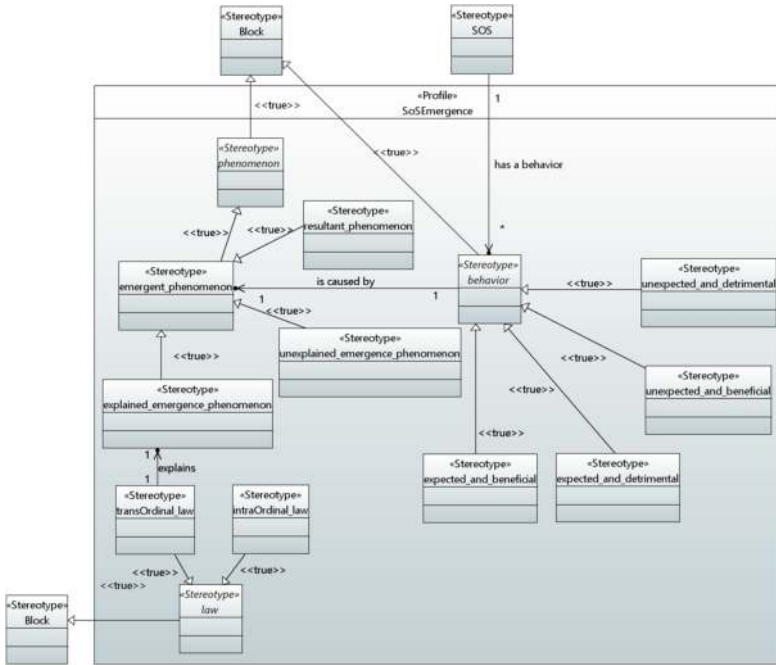 «Stereotype»
Block
«Stereotype»
SOS
«Profile»
SoSEmergence
1
<<true>>
<<true>>
«Stereotype»
phenomenon
has a behavior
<<true>>
<<true>>
«Stereotype»
resultant_phenomenon
*
«Stereotype»
emergent_phenomenon
is caused by
1
1
«Stereotype»
behavior
<<true>>
«Stereotype»
unexpected_and_detrimental
<<true>>
«Stereotype»
unexplained_emergence_phenomenon
<<true>>
<<true>>
«Stereotype»
unexpected_and_beneficial
«Stereotype»
explained_emergence_phenomenon
<<true>>
<<true>>
1
explains
1
«Stereotype»
expected_and_beneficial
«Stereotype»
expected_and_detrimental
«Stereotype»
transOrdinal_law
«Stereotype»
intraOrdinal_law
<<true>>
<<true>>
<<true>>
«Stereotype»
law
«Stereotype»
Block